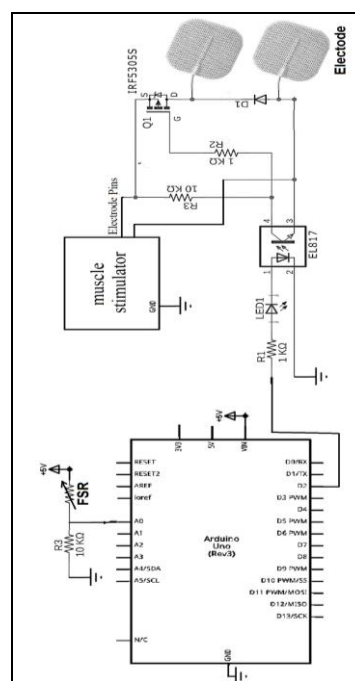 Electode
IRF5305S
S
D
G
Q1
D1
R2
1 KΩ
R3
10 KΩ
Electrode Pins
muscle
stimulator
GND
4
3
1
2
EL817
LED1
R1
1 KΩ
+5V
FSR
R3
10 KΩ
+5V
3V3
5V
VIN
RESET
RESET2
AREF
ioref
A0
A1
A2
A3
A4/SDA
A5/SCL
N/C
Arduino
Uno
(Rev3)
D0/RX
D1/TX
D2
D3 PWM
D4
D5 PWM
D6 PWM
D7
D8
D9 PWM
D10 PWM/SS
D11 PWM/MOSI
D12/MISO
D13/SCK
GND